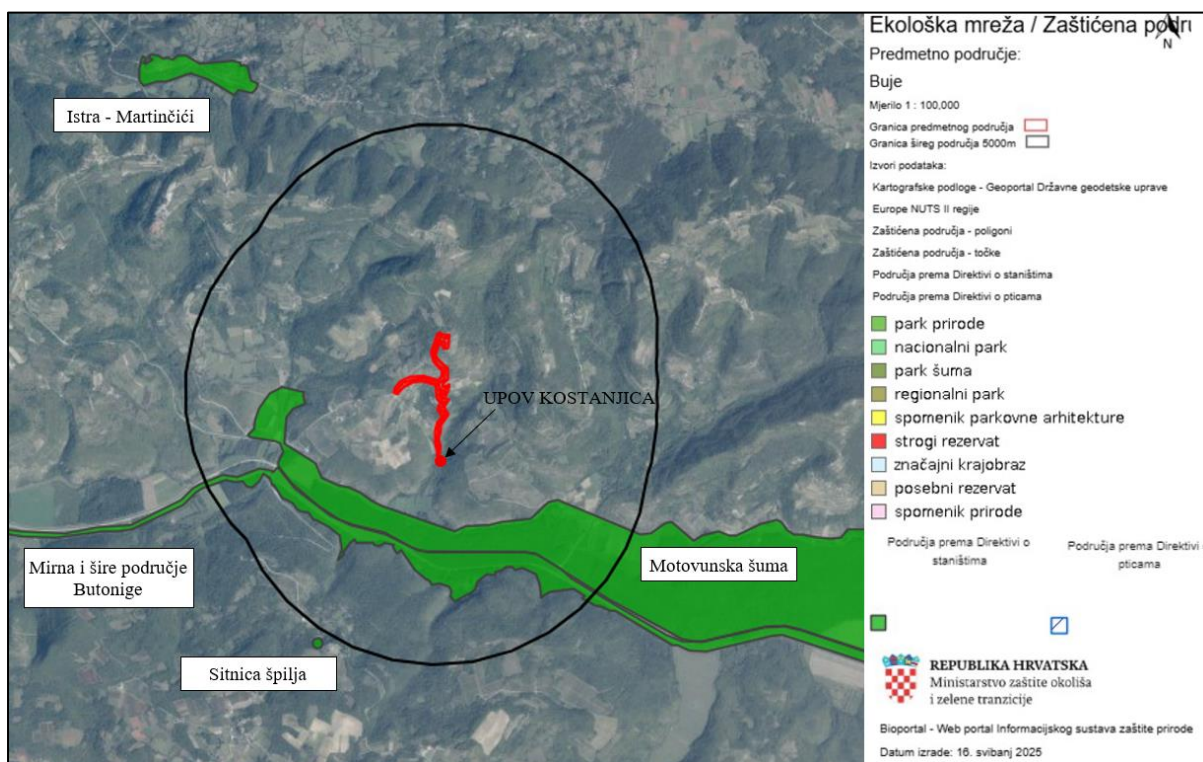 Istra - Martinčići
UPOV KOSTANJICA
Mirna i šire područje
Butonige
Motovunska šuma
Sitnica špilja
Ekološka mreža / Zaštićena
N
Predmetno područje:
Buje
Mjerilo 1 : 100,000
Granica predmetnog područja
Granica šireg područja 5000m
Izvori podataka:
Kartografske podloge - Geoportal Državne geodetske uprave
Europe NUTS II regije
Zaštićena područja - poligoni
Zaštićena područja - točke
Područja prema Direktivi o staništima
Područja prema Direktivi o pticama
park prirode
nacionalni park
park šuma
regionalni park
spomenik parkovne arhitekture
strogi rezervat
značajni krajobraz
posebni rezervat
spomenik prirode
Područja prema Direktivi o
staništima
Područja prema Direktivi
pticama
REPUBLIKA HRVATSKA
Ministarstvo zaštite okoliša
i zelene tranzicije
Bioportal - Web portal Informacijskog sustava zaštite prirode
Datum izrade: 16. svibanj 2025